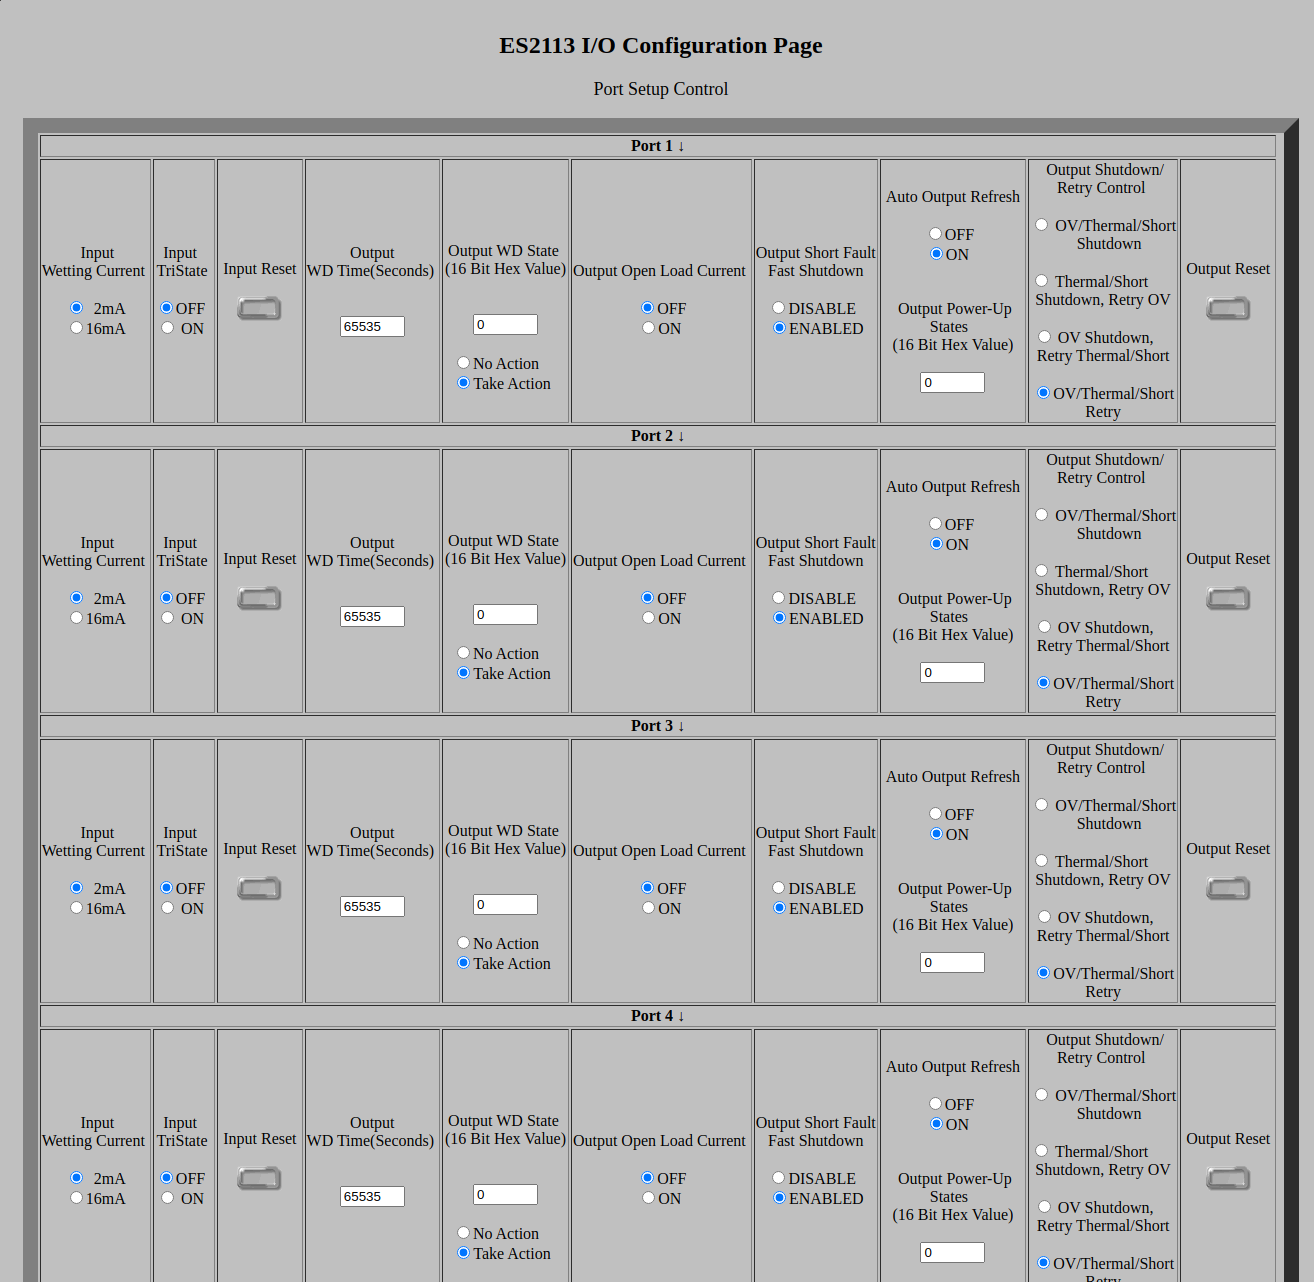 ES2113 I/O Configuration Page
Port Setup Control
Port 1 ↓
Input
Wetting Current
2mA
16mA
Input
TriState
OFF
ON
Input Reset
Output
WD Time(Seconds)
65535
Output WD State
(16 Bit Hex Value)
0
No Action
Take Action
Output Open Load Current
OFF
ON
Output Short Fault
Fast Shutdown
DISABLE
ENABLED
Auto Output Refresh
OFF
ON
Output Power-Up
States
(16 Bit Hex Value)
0
Output Shutdown/
Retry Control
OV/Thermal/Short
Shutdown
Thermal/Short
Shutdown, Retry OV
OV Shutdown,
Retry Thermal/Short
OV/Thermal/Short
Retry
Output Reset
Port 2 ↓
Input
Wetting Current
2mA
16mA
Input
TriState
OFF
ON
Input Reset
Output
WD Time(Seconds)
65535
Output WD State
(16 Bit Hex Value)
0
No Action
Take Action
Output Open Load Current
OFF
ON
Output Short Fault
Fast Shutdown
DISABLE
ENABLED
Auto Output Refresh
OFF
ON
Output Power-Up
States
(16 Bit Hex Value)
0
Output Shutdown/
Retry Control
OV/Thermal/Short
Shutdown
Thermal/Short
Shutdown, Retry OV
OV Shutdown,
Retry Thermal/Short
OV/Thermal/Short
Retry
Output Reset
Port 3 ↓
Input
Wetting Current
2mA
16mA
Input
TriState
OFF
ON
Input Reset
Output
WD Time(Seconds)
65535
Output WD State
(16 Bit Hex Value)
0
No Action
Take Action
Output Open Load Current
OFF
ON
Output Short Fault
Fast Shutdown
DISABLE
ENABLED
Auto Output Refresh
OFF
ON
Output Power-Up
States
(16 Bit Hex Value)
0
Output Shutdown/
Retry Control
OV/Thermal/Short
Shutdown
Thermal/Short
Shutdown, Retry OV
OV Shutdown,
Retry Thermal/Short
OV/Thermal/Short
Retry
Output Reset
Port 4 ↓
Input
Wetting Current
2mA
16mA
Input
TriState
OFF
ON
Input Reset
Output
WD Time(Seconds)
65535
Output WD State
(16 Bit Hex Value)
0
No Action
Take Action
Output Open Load Current
OFF
ON
Output Short Fault
Fast Shutdown
DISABLE
ENABLED
Auto Output Refresh
OFF
ON
Output Power-Up
States
(16 Bit Hex Value)
0
Output Shutdown/
Retry Control
OV/Thermal/Short
Shutdown
Thermal/Short
Shutdown, Retry OV
OV Shutdown,
Retry Thermal/Short
OV/Thermal/Short
Retry
Output Reset